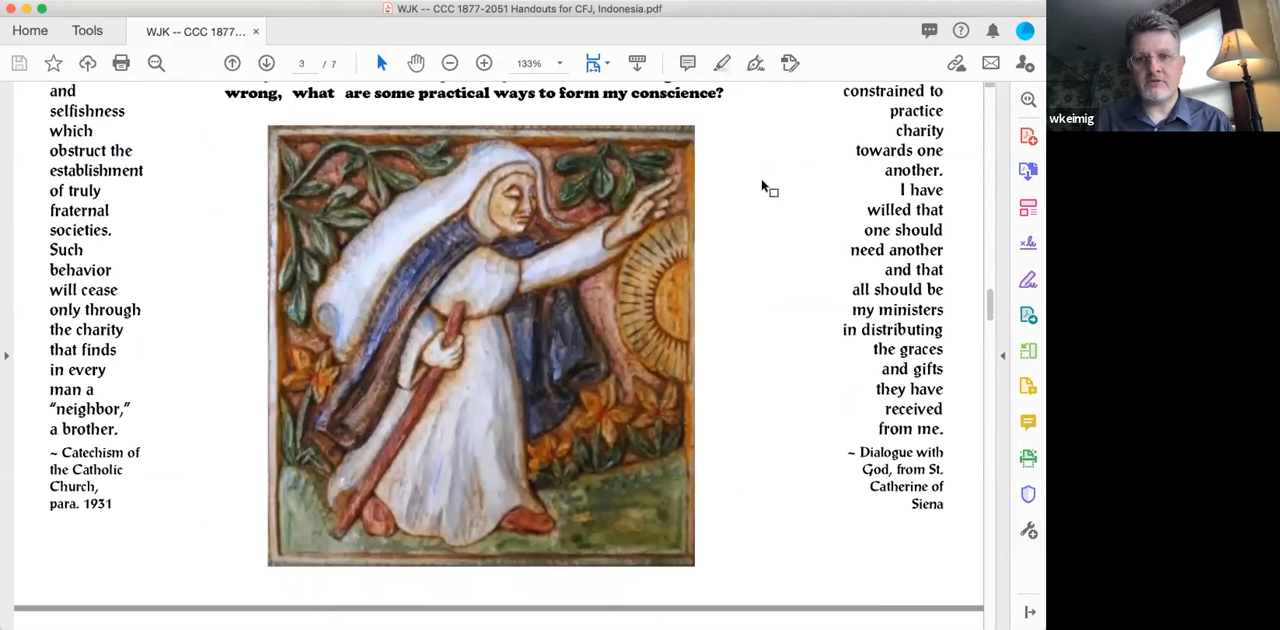 WJK -- CCC 1877-2051 Handouts for CFJ, Indonesia.pdf
Home
Tools
WJK -- CCC 1877...
3 / 7
133%
wkeimig
wrong, what are some practical ways to form my conscience?
and
selfishness
which
obstruct the
establishment
of truly
fraternal
societies.
Such
behavior
will cease
only through
the charity
that finds
in every
man a
“neighbor,”
a brother.
~ Catechism of
the Catholic
Church,
para. 1931
constrained to
practice
charity
towards one
another.
I have
willed that
one should
need another
and that
all should be
my ministers
in distributing
the graces
and gifts
they have
received
from me.
~ Dialogue with
God, from St.
Catherine of
Siena